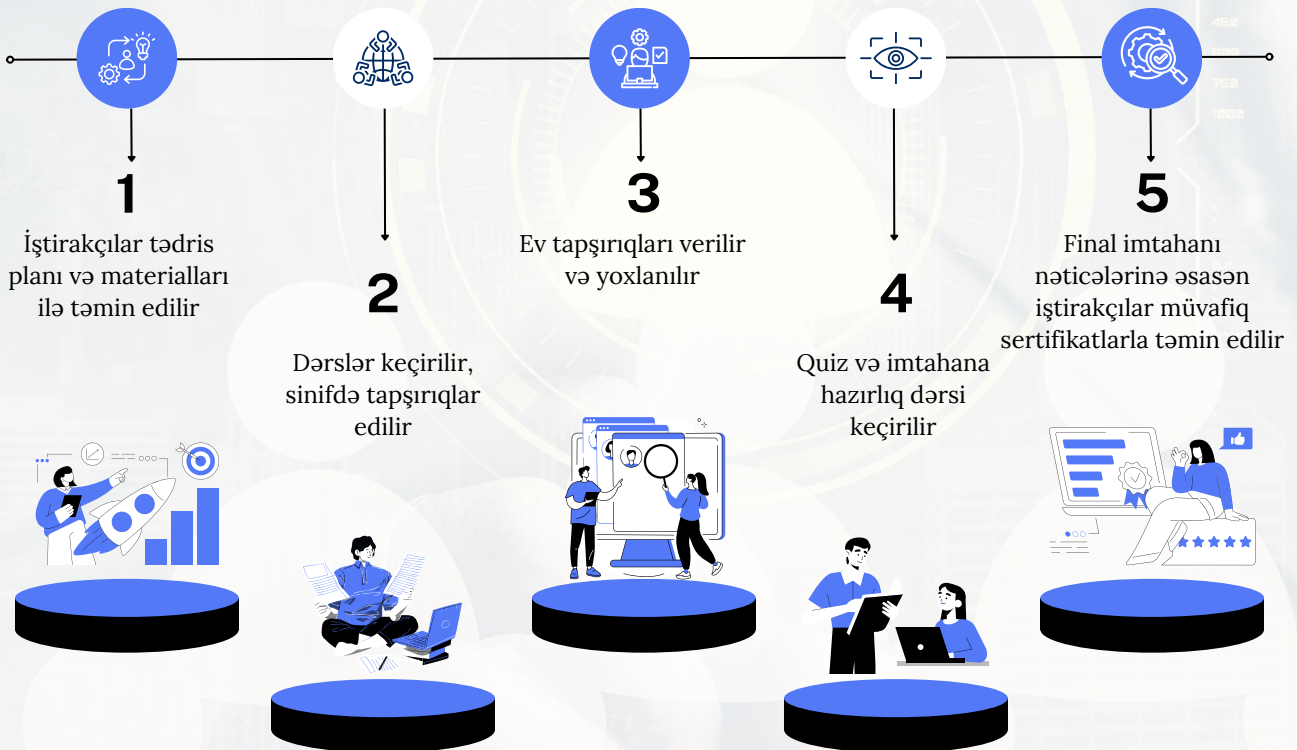 1
İştirakçılar tədris
planı və materialları
ilə təmin edilir
2
Dərslər keçirilir,
sinifdə tapşırıqlar
edilir
3
Ev tapşırıqları verilir
və yoxlanılır
4
Quiz və imtahana
hazırlıq dərsi
keçirilir
5
Final imtahanı
nəticələrinə əsasən
iştirakçılar müvafiq
sertifikatlarla təmin edilir